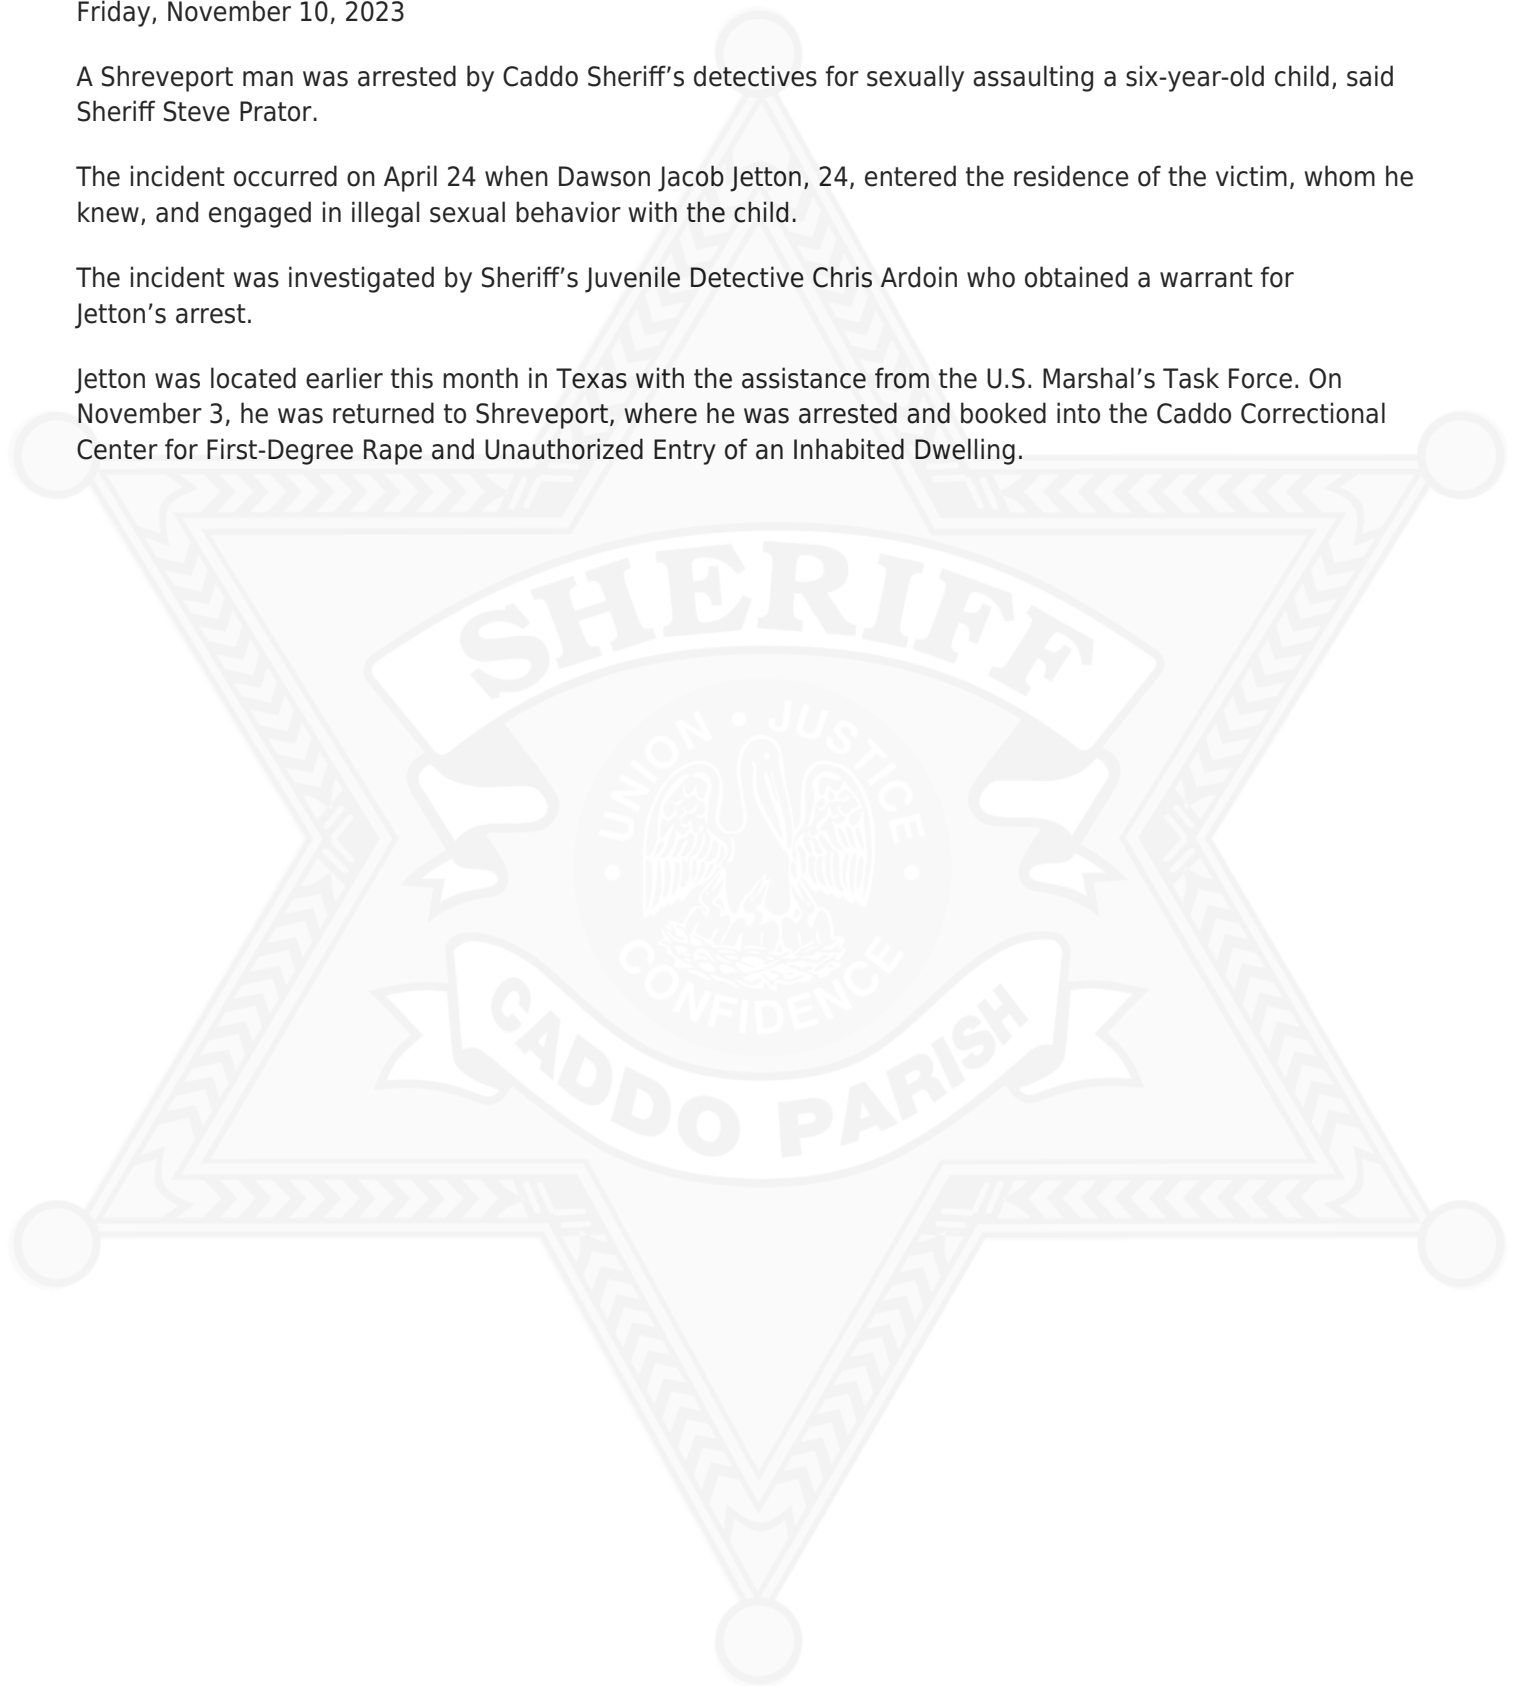 Friday, November 10, 2023
A Shreveport man was arrested by Caddo Sheriff’s detectives for sexually assaulting a six-year-old child, said
Sheriff Steve Prator.
The incident occurred on April 24 when Dawson Jacob Jetton, 24, entered the residence of the victim, whom he
knew, and engaged in illegal sexual behavior with the child.
The incident was investigated by Sheriff’s Juvenile Detective Chris Ardoin who obtained a warrant for
Jetton’s arrest.
Jetton was located earlier this month in Texas with the assistance from the U.S. Marshal’s Task Force. On
November 3, he was returned to Shreveport, where he was arrested and booked into the Caddo Correctional
Center for First-Degree Rape and Unauthorized Entry of an Inhabited Dwelling.
SHERIFF
UNION • JUSTICE
• CONFIDENCE •
CADDO PARISH